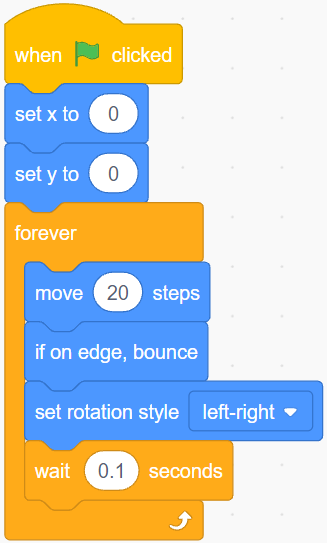 when clicked
set x to 0
set y to 0
forever
move 20 steps
if on edge, bounce
set rotation style left-right
wait 0.1 seconds